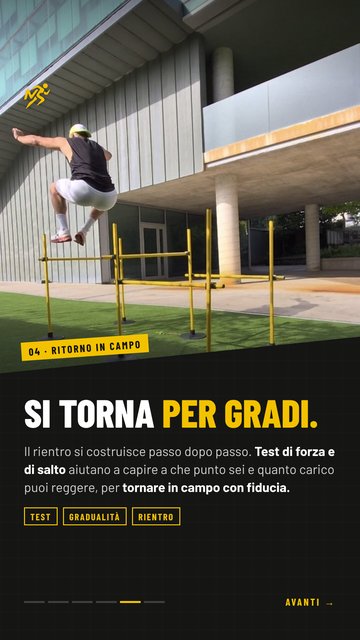 04 · RITORNO IN CAMPO
SI TORNA PER GRADI.
Il rientro si costruisce passo dopo passo. Test di forza e
di salto aiutano a capire a che punto sei e quanto carico
puoi reggere, per tornare in campo con fiducia.
TEST GRADUALITÀ RIENTRO
AVANTI →